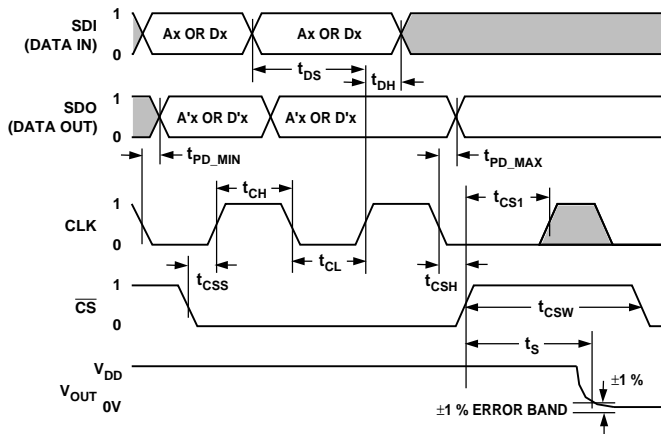 SDI
(DATA IN)
1
0
Ax OR Dx
Ax OR Dx
tDS
tDH
SDO
(DATA OUT)
1
0
A'x OR D'x
A'x OR D'x
tPD_MIN
tPD_MAX
tCH
tCS1
CLK
1
0
tCSS
tCL
tCSH
CS
1
0
tCSW
tS
VDD
VOUT
0V
±1 %
±1 % ERROR BAND